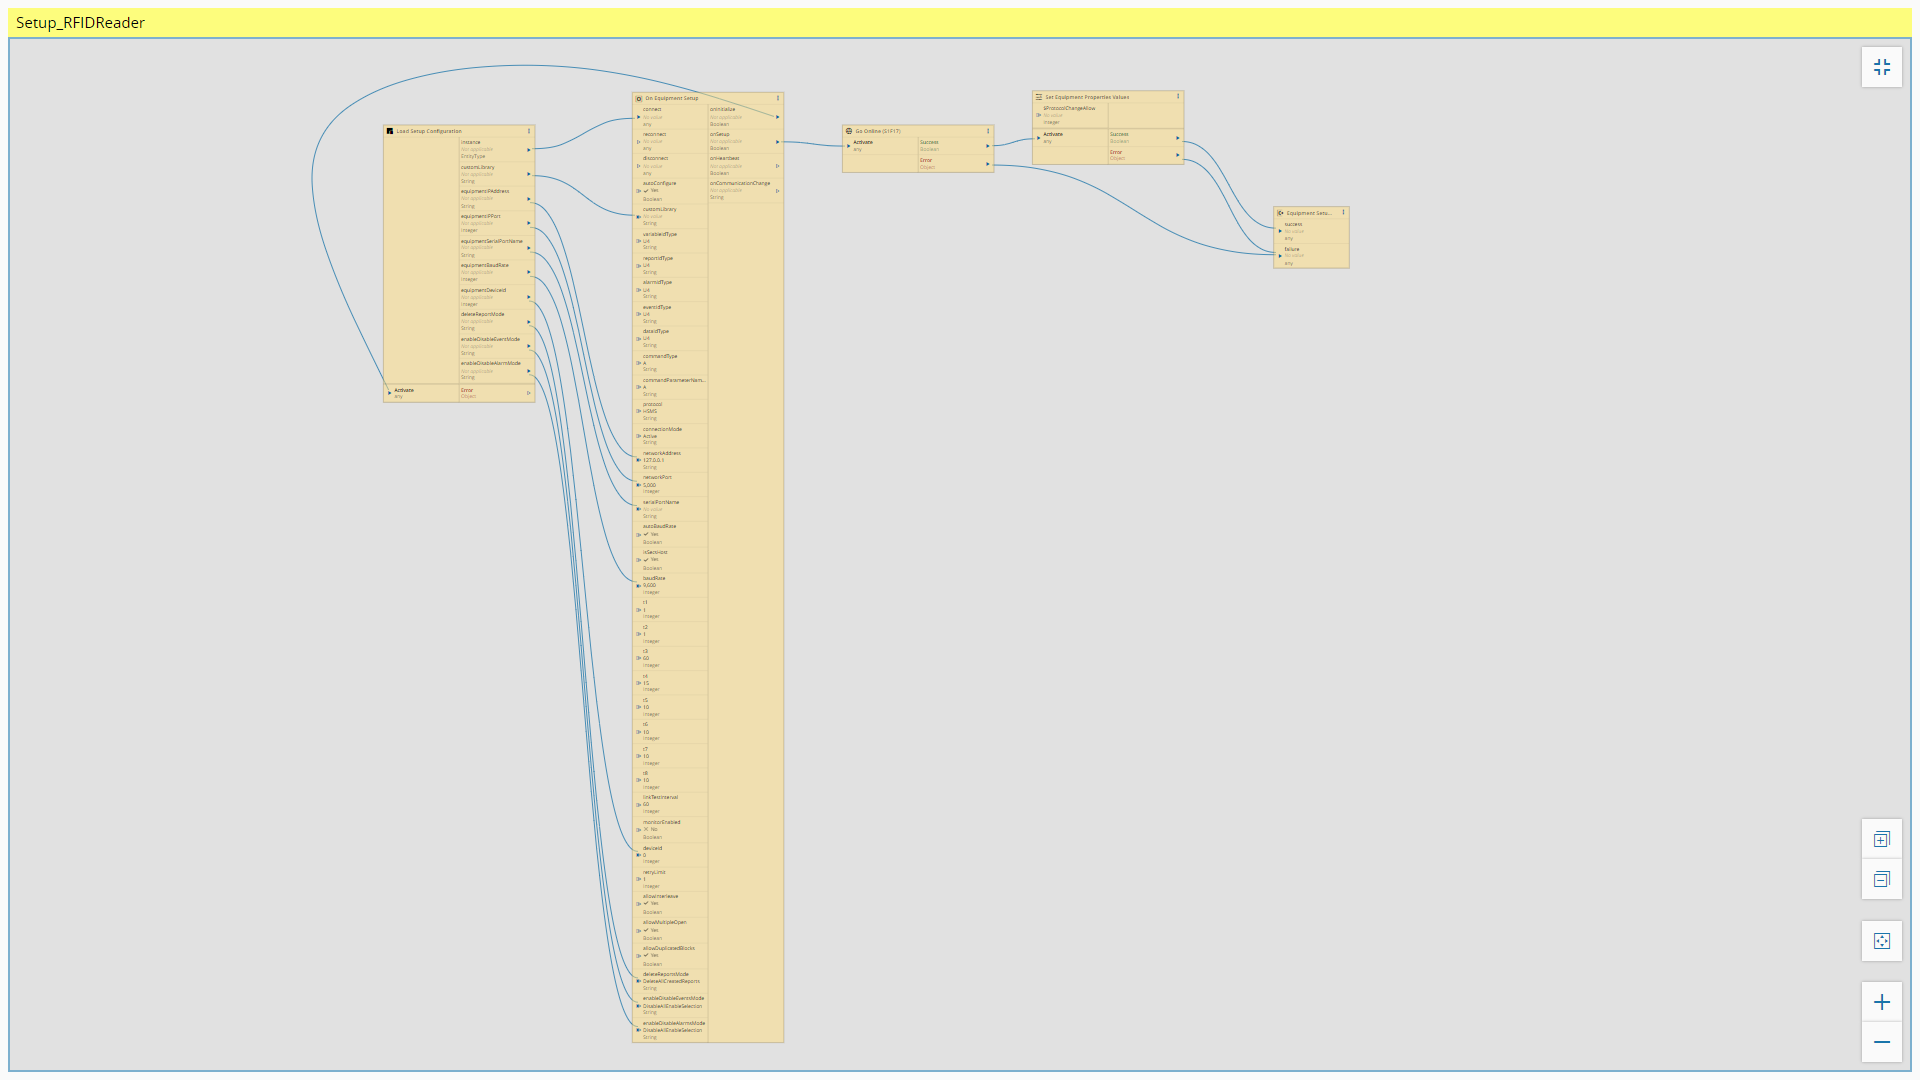 Setup_RFIDReader
Load Setup Configuration
instance
Not applicable
EntityType
customLibrary
Not applicable
String
equipmentIPAddress
Not applicable
String
equipmentIPPort
Not applicable
Integer
equipmentSerialPortName
Not applicable
String
equipmentBaudRate
Not applicable
Integer
equipmentDeviceId
Not applicable
Integer
deleteReportMode
Not applicable
String
enableDisableEventMode
Not applicable
String
enableDisableAlarmMode
Not applicable
String
Activate
any
Error
Object
On Equipment Setup
connect
No value
any
reconnect
No value
any
disconnect
No value
any
autoConfigure
Yes
Boolean
customLibrary
No value
String
variableIdType
U4
String
reportIdType
U4
String
alarmIdType
U4
String
eventIdType
U4
String
dataIdType
U4
String
commandType
A
String
commandParameterNam...
A
String
protocol
HSMS
String
connectionMode
Active
String
networkAddress
127.0.0.1
String
networkPort
5,000
Integer
serialPortName
No value
String
autoBaudRate
Yes
Boolean
isSecsHost
Yes
Boolean
baudRate
9,600
Integer
t1
1
Integer
t2
1
Integer
t3
60
Integer
t4
15
Integer
t5
10
Integer
t6
10
Integer
t7
10
Integer
t8
10
Integer
linkTestInterval
60
Integer
monitorEnabled
No
Boolean
deviceId
0
Integer
retryLimit
1
Integer
allowInterleave
Yes
Boolean
allowMultipleOpen
Yes
Boolean
allowDuplicatedBlocks
Yes
Boolean
deleteReportsMode
DeleteAllCreatedReports
String
enableDisableEventsMode
DisableAllEnableSelection
String
enableDisableAlarmsMode
DisableAllEnableSelection
String
onInitialize
Not applicable
Boolean
onSetup
Not applicable
Boolean
onHeartbeat
Not applicable
Boolean
onCommunicationChange
Not applicable
String
Go Online (S1F17)
Activate
any
Success
Boolean
Error
Object
Set Equipment Properties Values
No value
Integer
Activate
any
Success
Boolean
Error
Object
Equipment Setu...
success
No value
any
failure
No value
any